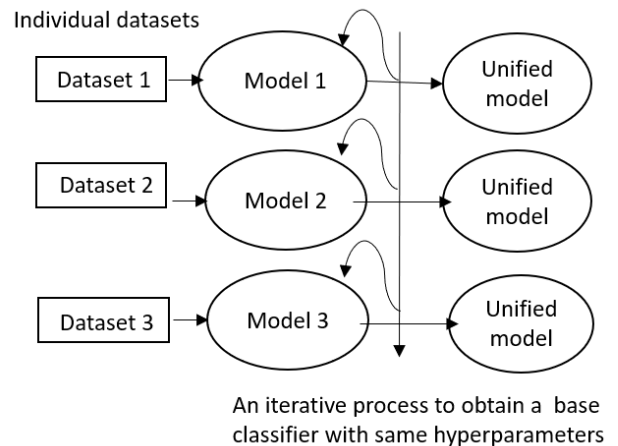 Individual datasets
Dataset 1
Model 1
Unified
model
Dataset 2
Model 2
Unified
model
Dataset 3
Model 3
Unified
model
An iterative process to obtain a base
classifier with same hyperparameters